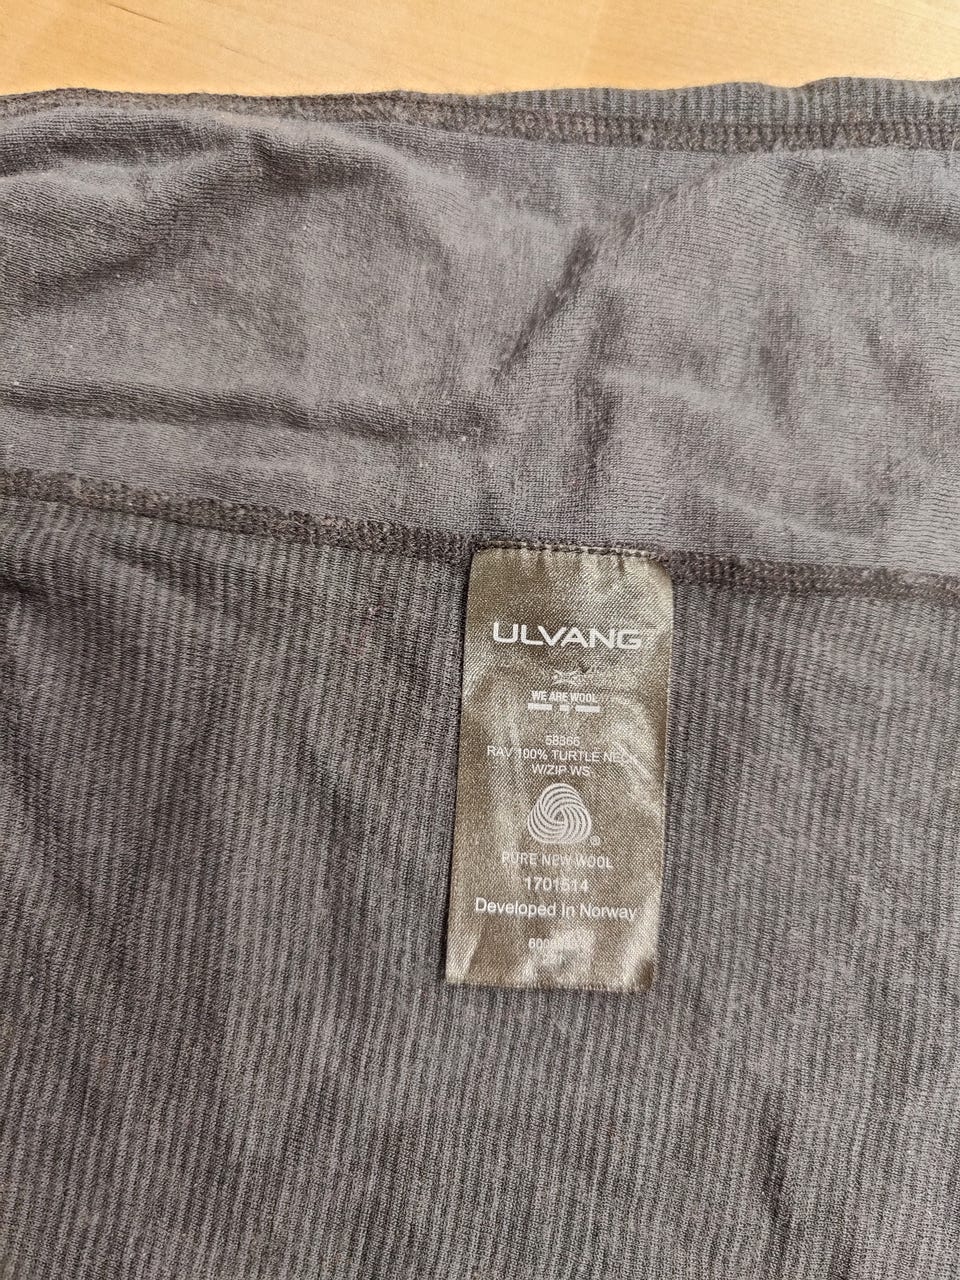 ULVANG
WE ARE WOOL
58366
RAV 100% TURTLE NECK
W/ZIP WS
PURE NEW WOOL
1701514
Developed In Norway